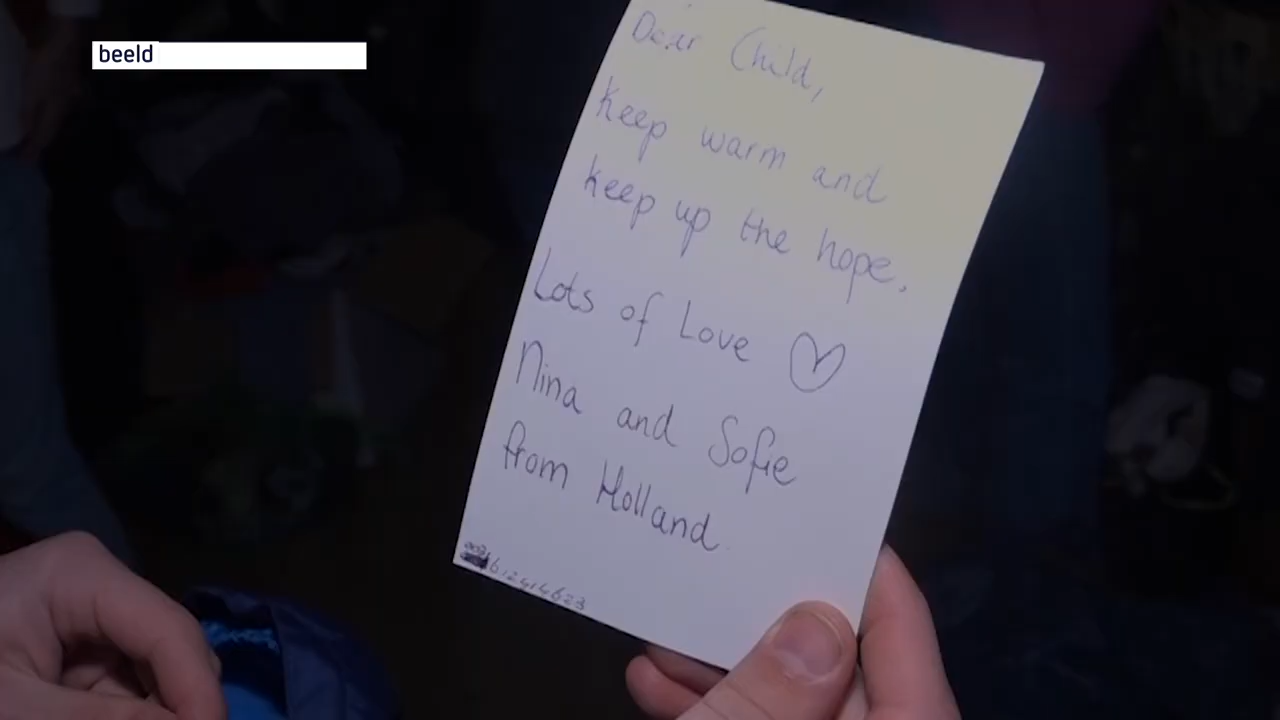 beeld
Dear Child,
Keep warm and
keep up the hope.
Lots of Love ♡
Nina and Sofie
from Holland.